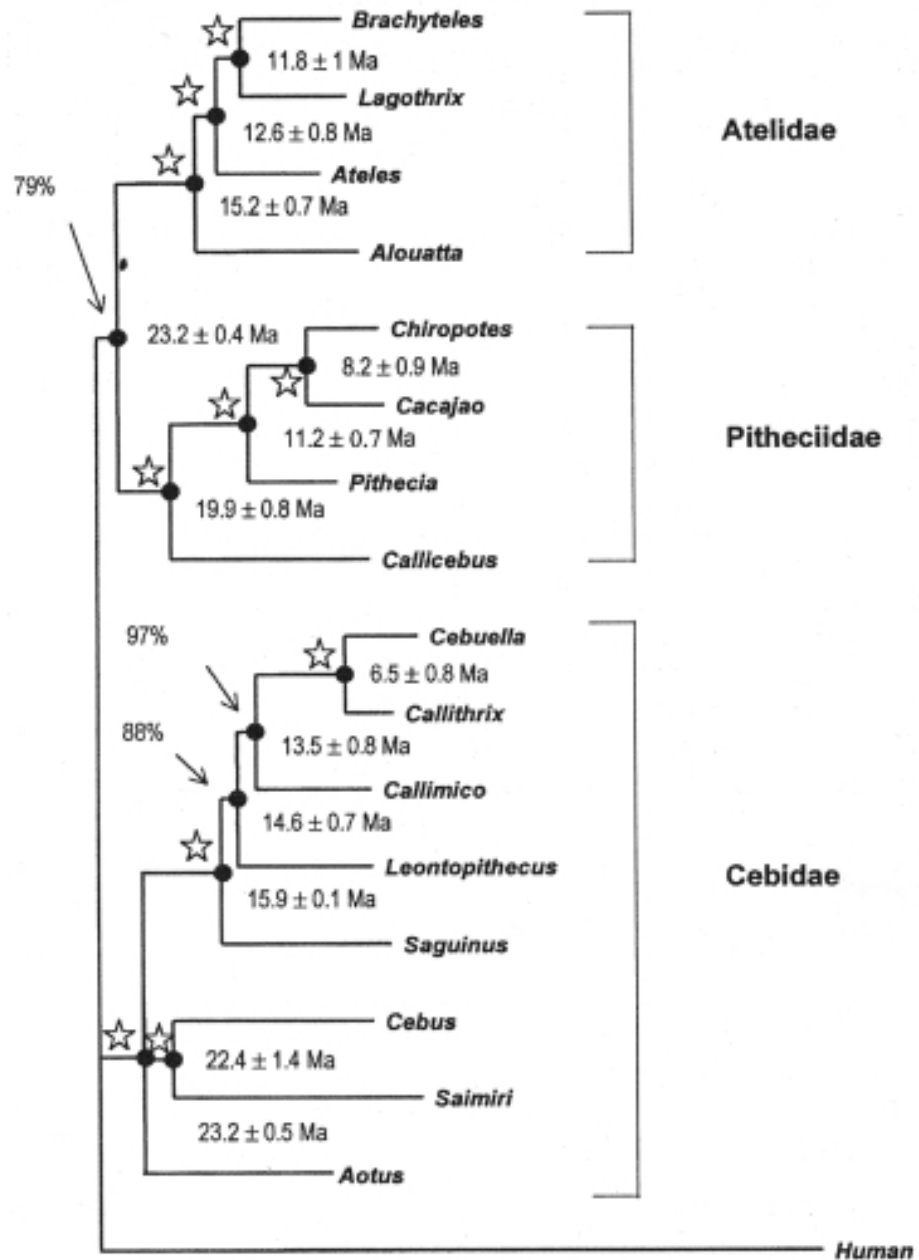 Brachyteles
11.8 ± 1 Ma
Lagothrix
12.6 ± 0.8 Ma
Atelidae
Ateles
79%
15.2 ± 0.7 Ma
Alouatta
Chiropotes
23.2 ± 0.4 Ma
8.2 ± 0.9 Ma
Cacajao
11.2 ± 0.7 Ma
Pitheciidae
Pithecia
19.9 ± 0.8 Ma
Callicebus
97%
Cebuella
6.5 ± 0.8 Ma
Callithrix
88%
13.5 ± 0.8 Ma
Callimico
14.6 ± 0.7 Ma
Leontopithecus
Cebidae
15.9 ± 0.1 Ma
Saguinus
Cebus
22.4 ± 1.4 Ma
Saimiri
23.2 ± 0.5 Ma
Aotus
Human